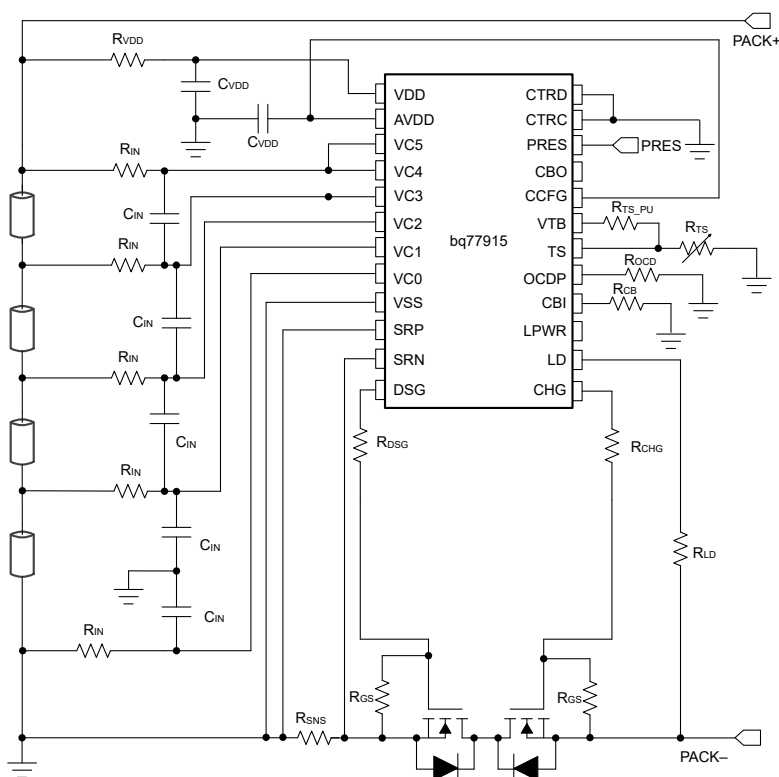 PACK+
RVDD
CVDD
CVDD
VDD
AVDD
VC5
VC4
VC3
VC2
VC1
VC0
VSS
SRP
SRN
DSG
bq77915
CTRD
CTRC
PRES
CBO
CCFG
VTB
TS
OCDP
CBI
LPWR
LD
CHG
PRES
RTS_PU
RTS
ROCD
RCB
RIN
CIN
RIN
CIN
RIN
CIN
RIN
CIN
CIN
RIN
RDSG
RCHG
RLD
RGS
RGS
RSNS
PACK–